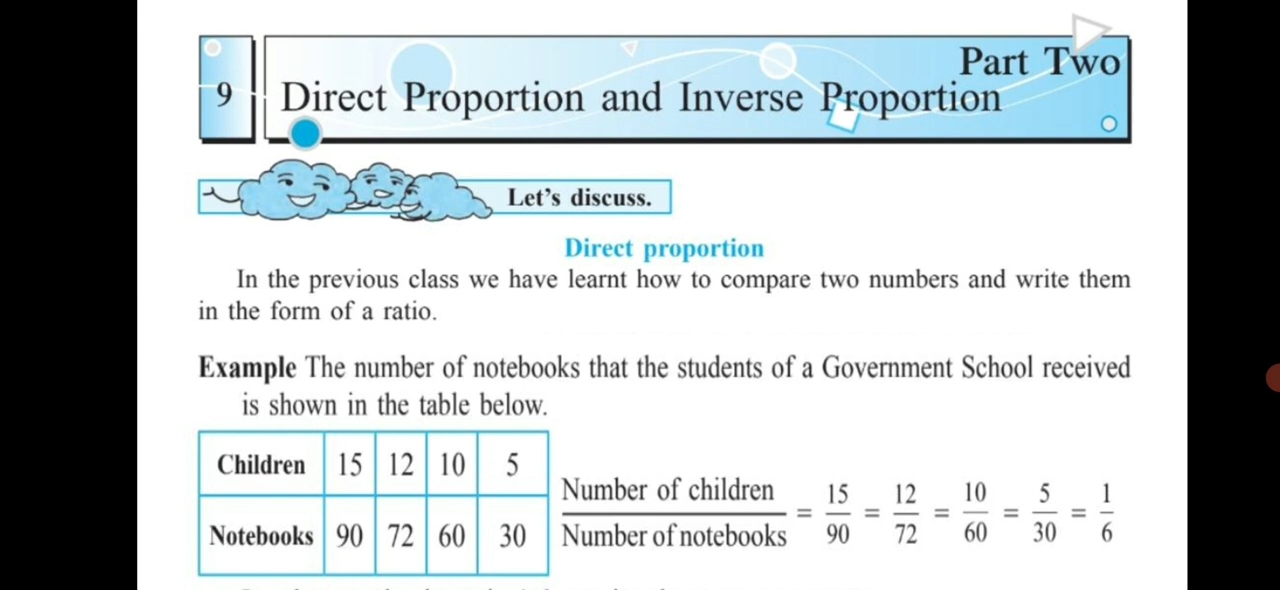 Part Two
9 Direct Proportion and Inverse Proportion
Let's discuss.
Direct proportion
In the previous class we have learnt how to compare two numbers and write them
in the form of a ratio.
Example The number of notebooks that the students of a Government School received
is shown in the table below.
Children 15 12 10 5
Notebooks 90 72 60 30
Number of children / Number of notebooks = 15/90 = 12/72 = 10/60 = 5/30 = 1/6